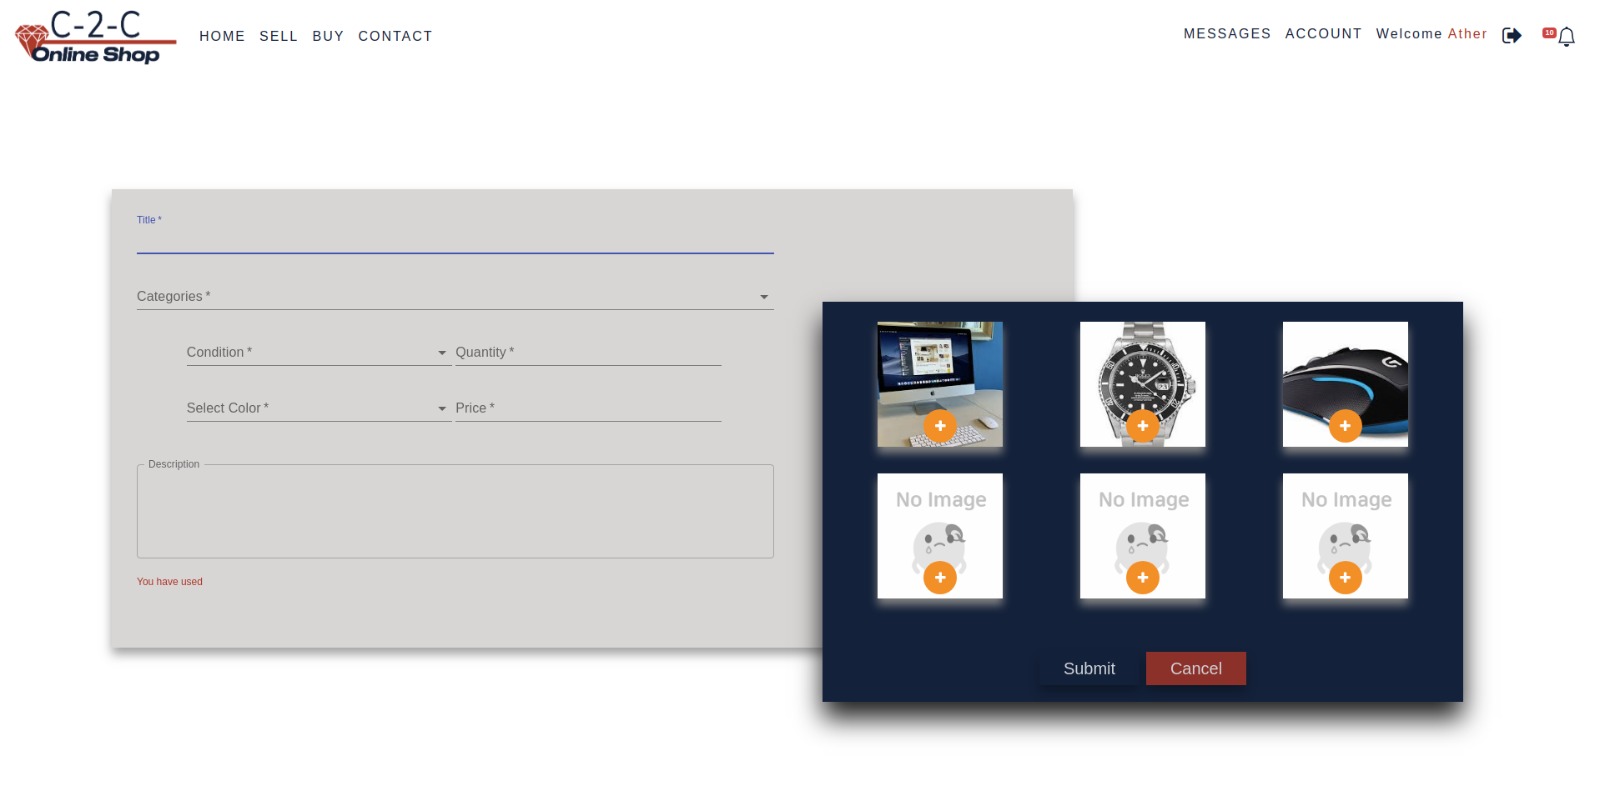 C-2-C
Online Shop
HOME SELL BUY CONTACT
MESSAGES ACCOUNT Welcome Ather 10
Title *
Categories *
Condition * Quantity *
Select Color * Price *
Description
You have used
ROLEX
G
No Image No Image No Image
Submit Cancel